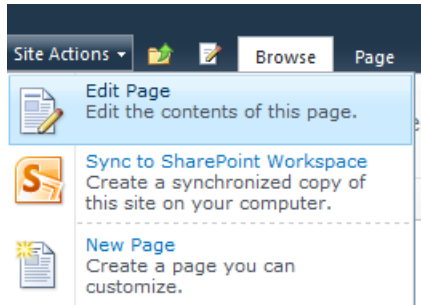 Site Actions Browse Page
Edit Page
Edit the contents of this page.
Sync to SharePoint Workspace
Create a synchronized copy of
this site on your computer.
New Page
Create a page you can
customize.